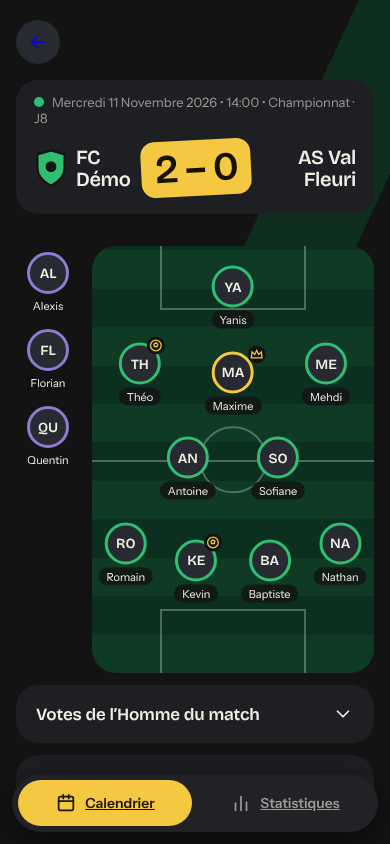 Mercredi 11 Novembre 2026 • 14:00 • Championnat •
J8
FC
Démo
2 – 0
AS Val
Fleuri
AL
Alexis
FL
Florian
QU
Quentin
YA
Yanis
TH
Théo
MA
Maxime
ME
Mehdi
AN
Antoine
SO
Sofiane
RO
Romain
KE
Kevin
BA
Baptiste
NA
Nathan
Votes de l'Homme du match
Calendrier
Statistiques